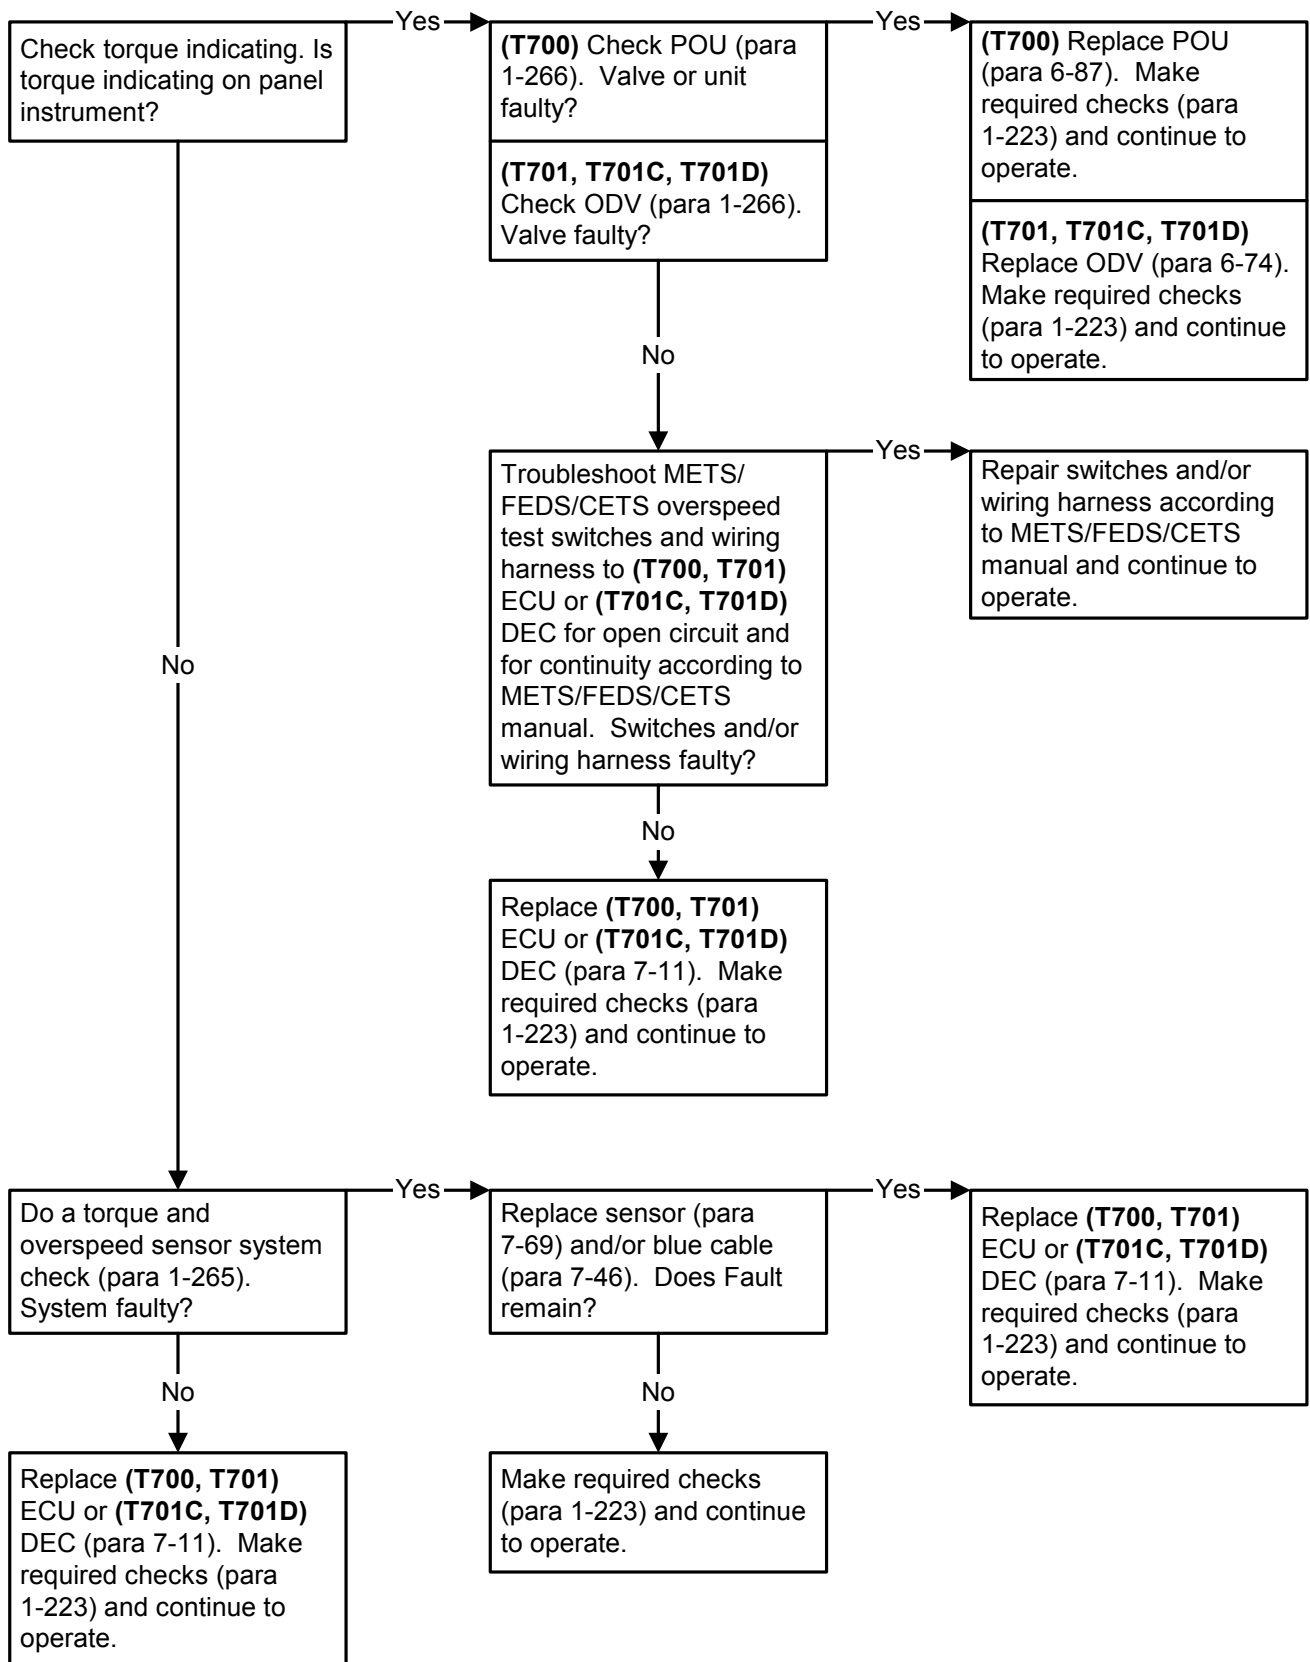 Check torque indicating. Is
torque indicating on panel
instrument?
Yes
(T700) Check POU (para
1-266). Valve or unit
faulty?
(T701, T701C, T701D)
Check ODV (para 1-266).
Valve faulty?
Yes
(T700) Replace POU
(para 6-87). Make
required checks (para
1-223) and continue to
operate.
(T701, T701C, T701D)
Replace ODV (para 6-74).
Make required checks
(para 1-223) and continue
to operate.
No
Troubleshoot METS/
FEDS/CETS overspeed
test switches and wiring
harness to (T700, T701)
ECU or (T701C, T701D)
DEC for open circuit and
for continuity according to
METS/FEDS/CETS
manual. Switches and/or
wiring harness faulty?
Yes
Repair switches and/or
wiring harness according
to METS/FEDS/CETS
manual and continue to
operate.
No
No
Replace (T700, T701)
ECU or (T701C, T701D)
DEC (para 7-11). Make
required checks (para
1-223) and continue to
operate.
Do a torque and
overspeed sensor system
check (para 1-265).
System faulty?
Yes
Replace sensor (para
7-69) and/or blue cable
(para 7-46). Does Fault
remain?
Yes
Replace (T700, T701)
ECU or (T701C, T701D)
DEC (para 7-11). Make
required checks (para
1-223) and continue to
operate.
No
No
Replace (T700, T701)
ECU or (T701C, T701D)
DEC (para 7-11). Make
required checks (para
1-223) and continue to
operate.
Make required checks
(para 1-223) and continue
to operate.